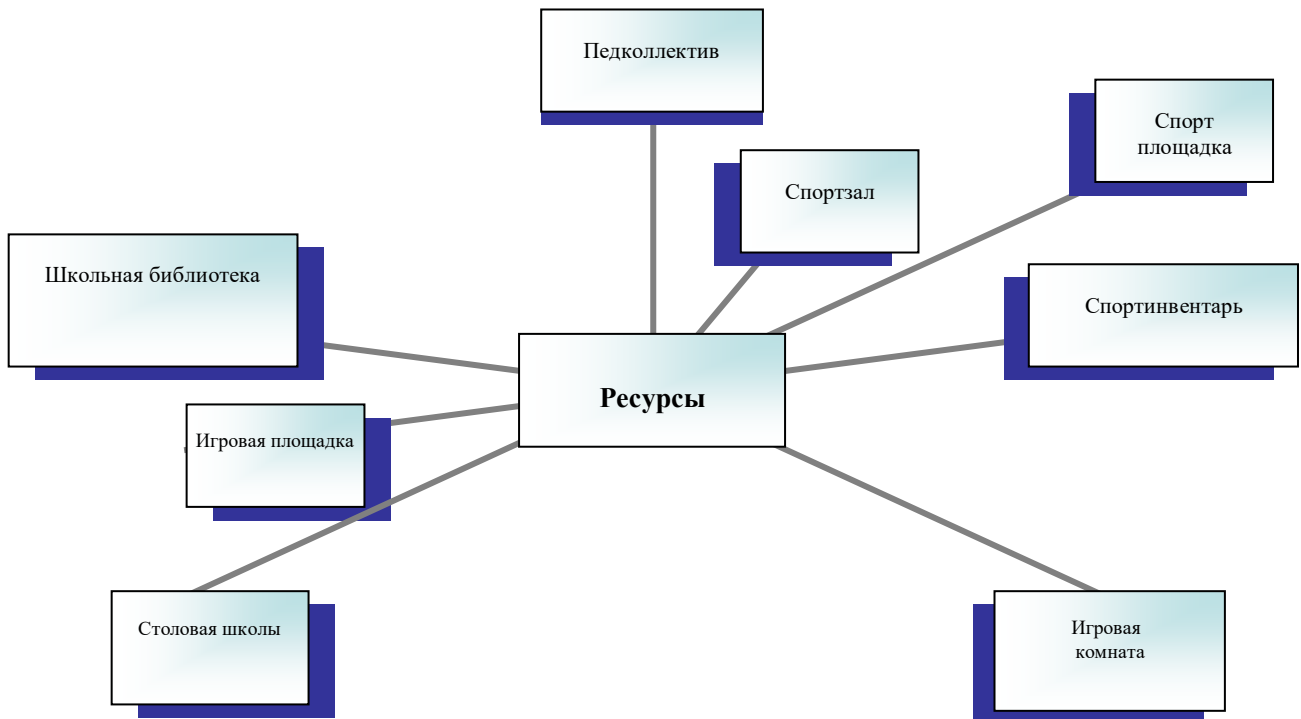 Педколлектив
Спорт
площадка
Спортзал
Школьная библиотека
Спортинвентарь
Ресурсы
Игровая площадка
Столовая школы
Игровая
комната